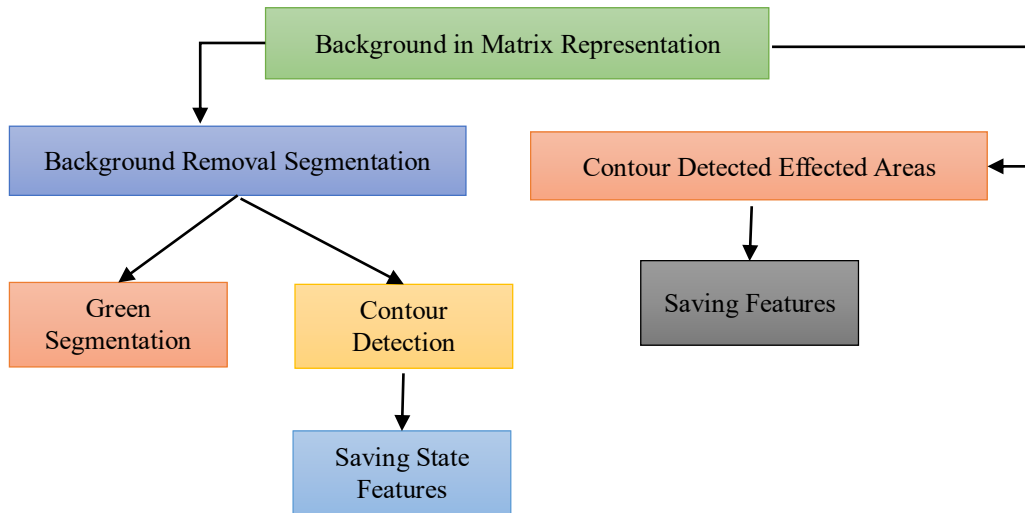 Background in Matrix Representation
Background Removal Segmentation
Contour Detected Effected Areas
Green
Segmentation
Contour
Detection
Saving Features
Saving State
Features